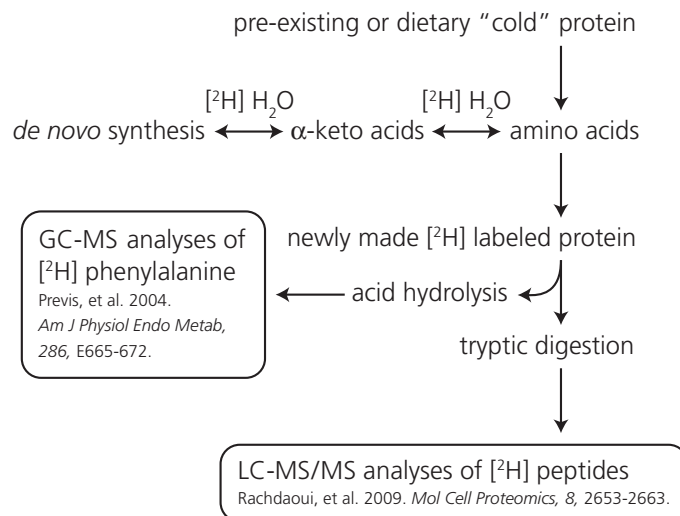 pre-existing or dietary “cold” protein
[²H] H₂O
[²H] H₂O
de novo synthesis
α-keto acids
amino acids
newly made [²H] labeled protein
GC-MS analyses of
[²H] phenylalanine
Previs, et al. 2004.
Am J Physiol Endo Metab,
286, E665-672.
acid hydrolysis
tryptic digestion
LC-MS/MS analyses of [²H] peptides
Rachdaoui, et al. 2009. Mol Cell Proteomics, 8, 2653-2663.